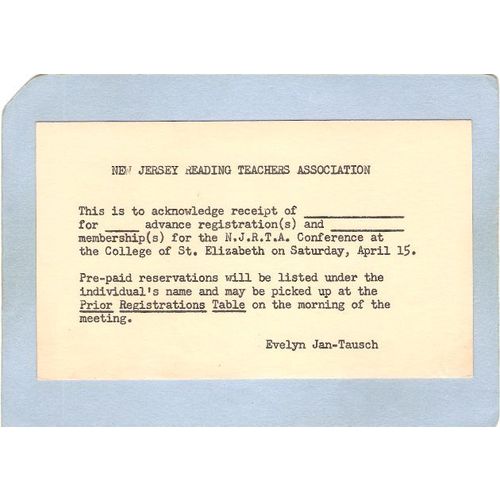 NEW JERSEY READING TEACHERS ASSOCIATION
This is to acknowledge receipt of ____________
for _____ advance registration(s) and _________
membership(s) for the N.J.R.T.A. Conference at
the College of St. Elizabeth on Saturday, April 15.
Pre-paid reservations will be listed under the
individual's name and may be picked up at the
Prior Registrations Table on the morning of the
meeting.
Evelyn Jan-Tausch